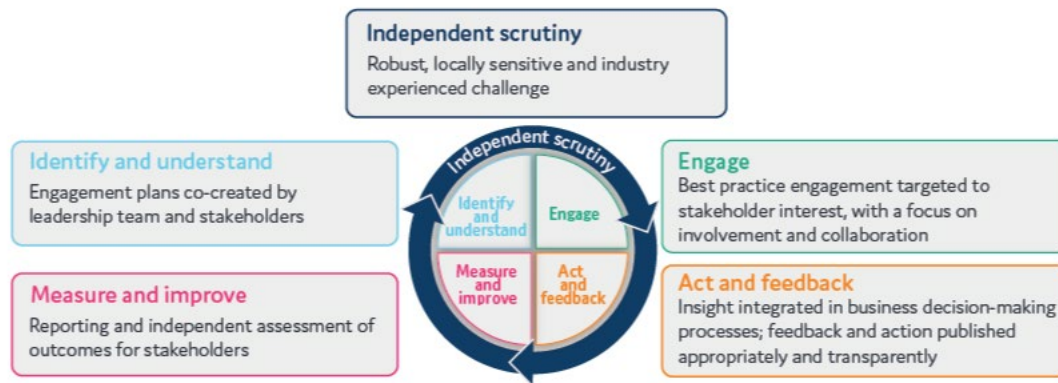 Independent scrutiny
Robust, locally sensitive and industry
experienced challenge
Identify and understand
Engagement plans co-created by
leadership team and stakeholders
Measure and improve
Reporting and independent assessment of
outcomes for stakeholders
Independent scrutiny
Identify
and
understand
Engage
Measure
and
improve
Act
and
feedback
Engage
Best practice engagement targeted to
stakeholder interest, with a focus on
involvement and collaboration
Act and feedback
Insight integrated in business decision-making
processes; feedback and action published
appropriately and transparently